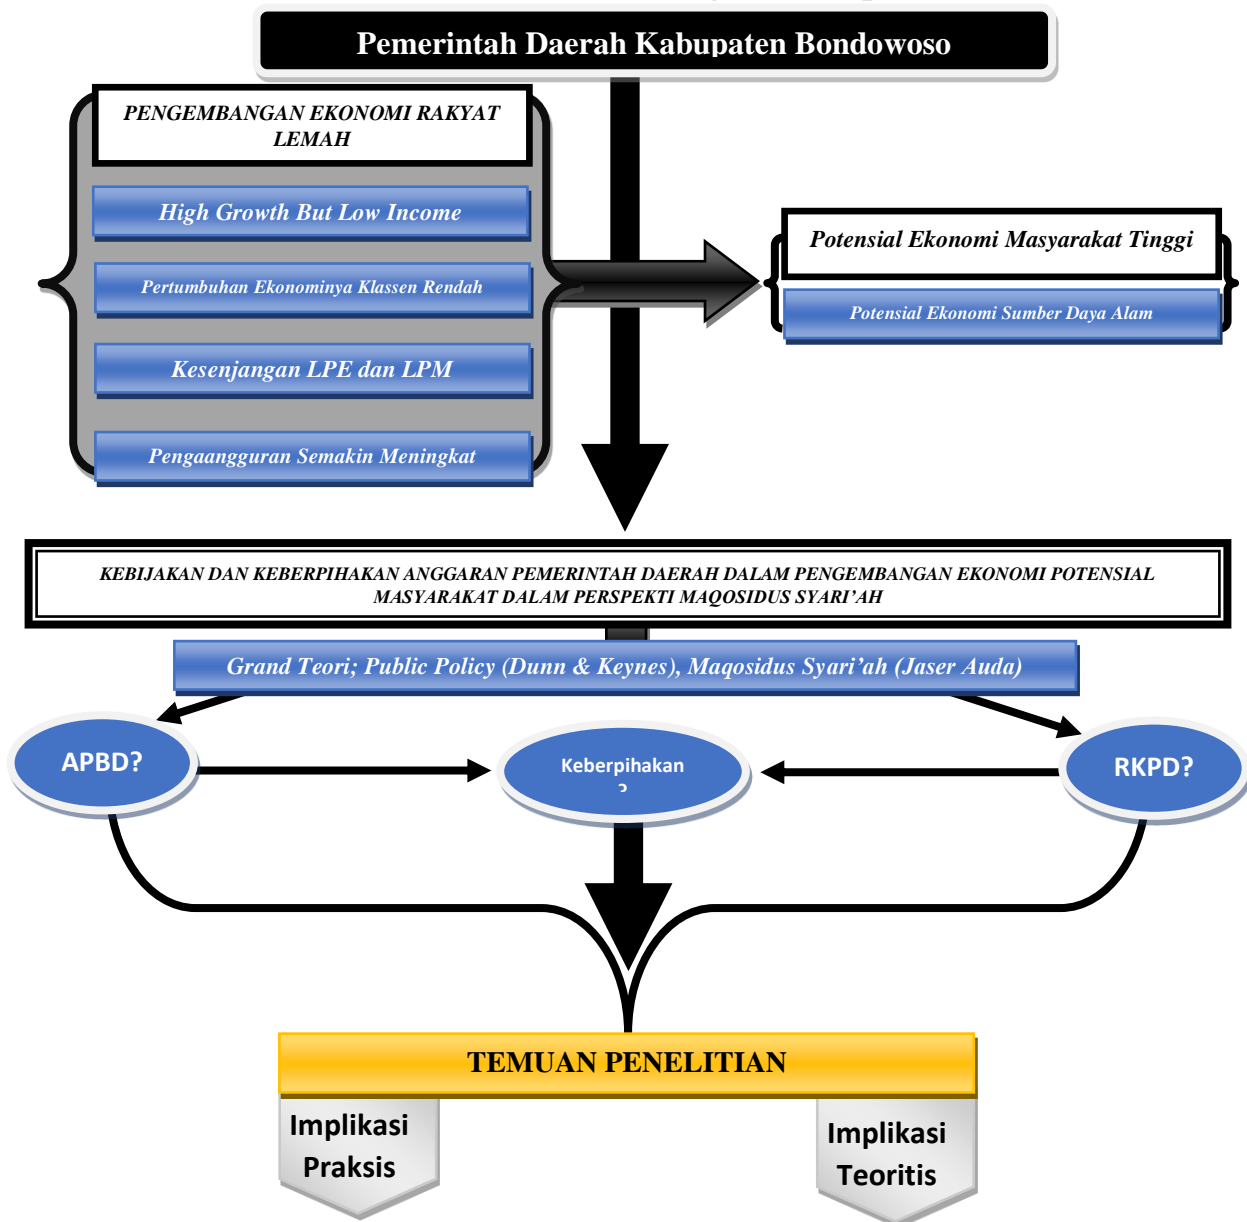 Pemerintah Daerah Kabupaten Bondowoso
PENGEMBANGAN EKONOMI RAKYAT
LEMAH
High Growth But Low Income
Pertumbuhan Ekonominya Klassen Rendah
Kesenjangan LPE dan LPM
Pengaangguran Semakin Meningkat
Potensial Ekonomi Masyarakat Tinggi
Potensial Ekonomi Sumber Daya Alam
KEBIJAKAN DAN KEBERPIHAKAN ANGGARAN PEMERINTAH DAERAH DALAM PENGEMBANGAN EKONOMI POTENSIAL
MASYARAKAT DALAM PERSPEKTI MAQOSIDUS SYARI’AH
Grand Teori; Public Policy (Dunn & Keynes), Maqosidus Syari’ah (Jaser Auda)
APBD?
Keberpihakan
?
RKPD?
TEMUAN PENELITIAN
Implikasi
Praksis
Implikasi
Teoritis